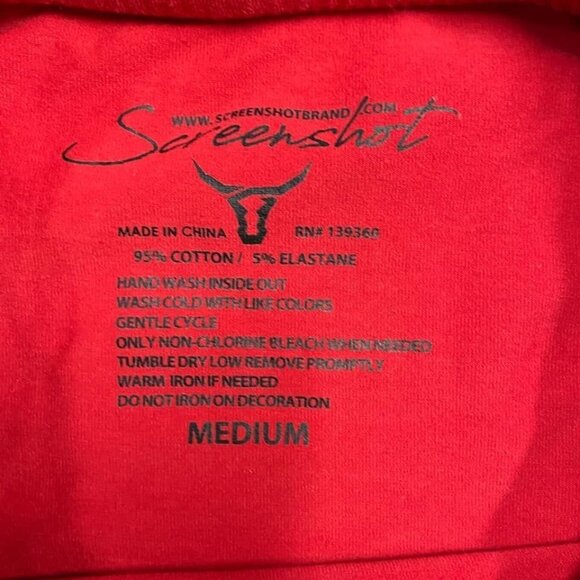 WWW.SCREENSHOTBRAND.COM
Screenshot
MADE IN CHINA RN# 139360
95% COTTON / 5% ELASTANE
HAND WASH INSIDE OUT
WASH COLD WITH LIKE COLORS
GENTLE CYCLE
ONLY NON-CHLORINE BLEACH WHEN NEEDED
TUMBLE DRY LOW REMOVE PROMPTLY
WARM IRON IF NEEDED
DO NOT IRON ON DECORATION
MEDIUM